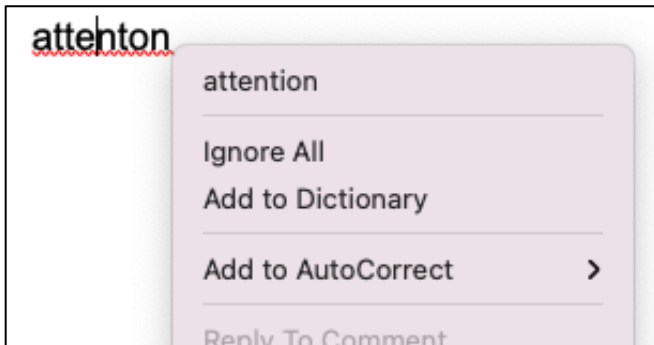 attenton
attention
Ignore All
Add to Dictionary
Add to AutoCorrect
Reply To Comment